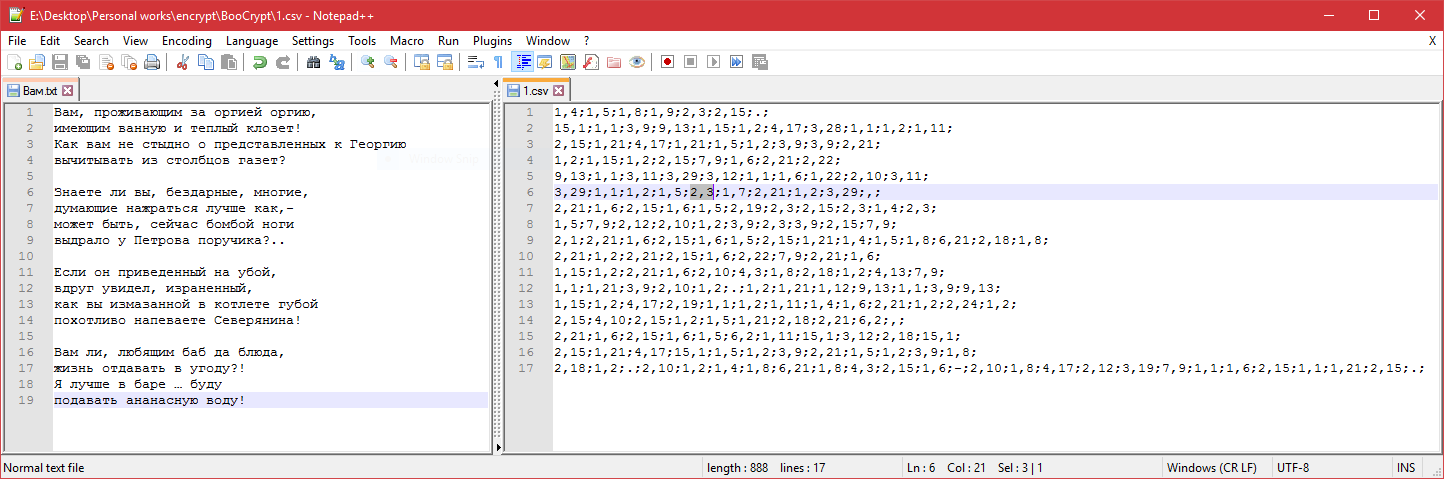 E:\Desktop\Personal works\encrypt\BooCrypt\1.csv - Notepad++
File Edit Search View Encoding Language Settings Tools Macro Run Plugins Window ? X
Вам.txt
1 Вам, проживающим за оргией оргию,
2 имеющим ванную и теплый клозет!
3 Как вам не стыдно о представленных к Георгию
4 вычитывать из столбцов газет?
5
6 Знаете ли вы, бездарные, многие,
7 думающие нажраться лучше как,-
8 может быть, сейчас бомбой ноги
9 выдрало у Петрова поручика?..
10
11 Если он приведенный на убой,
12 вдруг увидел, израненный,
13 как вы измазанной в котлете губой
14 похотливо напеваете Северянина!
15
16 Вам ли, любящим баб да блюда,
17 жизнь отдавать в угоду?!
18 Я лучше в баре … буду
19 подавать ананасную воду!
1.csv
1 1,4;1,5;1,8;1,9;2,3;2,15;.;
2 15,1;1,1;3,9;9,13;1,15;1,2;4,17;3,28;1,1;1,2;1,11;
3 2,15;1,21;4,17;1,21;1,5;1,2;3,9;3,9;2,21;
4 1,2;1,15;1,2;2,15;7,9;1,6;2,21;2,22;
5 9,13;1,1;3,11;3,29;3,12;1,1;1,6;1,22;2,10;3,11;
6 3,29;1,1;1,2;1,5;2,3;1,7;2,21;1,2;3,29;,;
7 2,21;1,6;2,15;1,6;1,5;2,19;2,3;2,15;2,3;1,4;2,3;
8 1,5;7,9;2,12;2,10;1,2;3,9;2,3;3,9;2,15;7,9;
9 2,1;2,21;1,6;2,15;1,6;1,5;2,15;1,21;1,4;1,5;1,8;6,21;2,18;1,8;
10 2,21;1,2;2,21;2,15;1,6;2,22;7,9;2,21;1,6;
11 1,15;1,2;2,21;1,6;2,10;4,3;1,8;2,18;1,2;4,13;7,9;
12 1,1;1,21;3,9;2,10;1,2;.;1,2;1,21;1,12;9,13;1,1;3,9;9,13;
13 1,15;1,2;4,17;2,19;1,1;1,2;1,11;1,4;1,6;2,21;1,2;2,24;1,2;
14 2,15;4,10;2,15;1,2;1,5;1,21;2,18;2,21;6,2;,;
15 2,21;1,6;2,15;1,6;1,5;6,2;1,11;15,1;3,12;2,18;15,1;
16 2,15;1,21;4,17;15,1;1,5;1,2;3,9;2,21;1,5;1,2;3,9;1,8;
17 2,18;1,2;.;2,10;1,2;1,4;1,8;6,21;1,8;4,3;2,15;1,6;-;2,10;1,8;4,17;2,12;3,19;7,9;1,1;1,6;2,15;1,1;1,21;2,15;.;
Normal text file length : 888 lines : 17 Ln : 6 Col : 21 Sel : 3 | 1 Windows (CR LF) UTF-8 INS